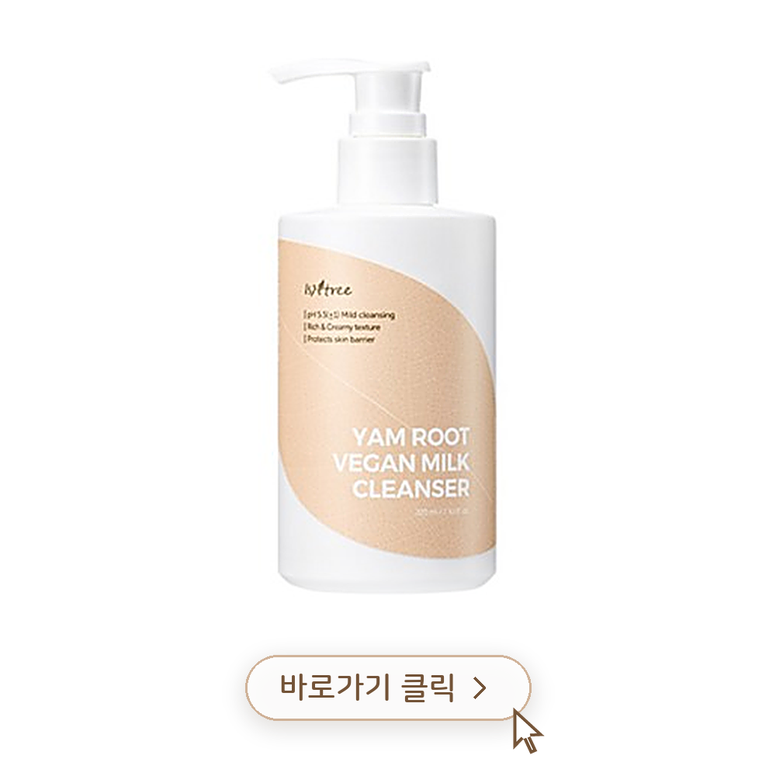 Isntree
pH 5.5(±1) Mild cleansing
Rich & Creamy texture
Protects skin barrier
YAM ROOT
VEGAN MILK
CLEANSER
바로가기 클릭